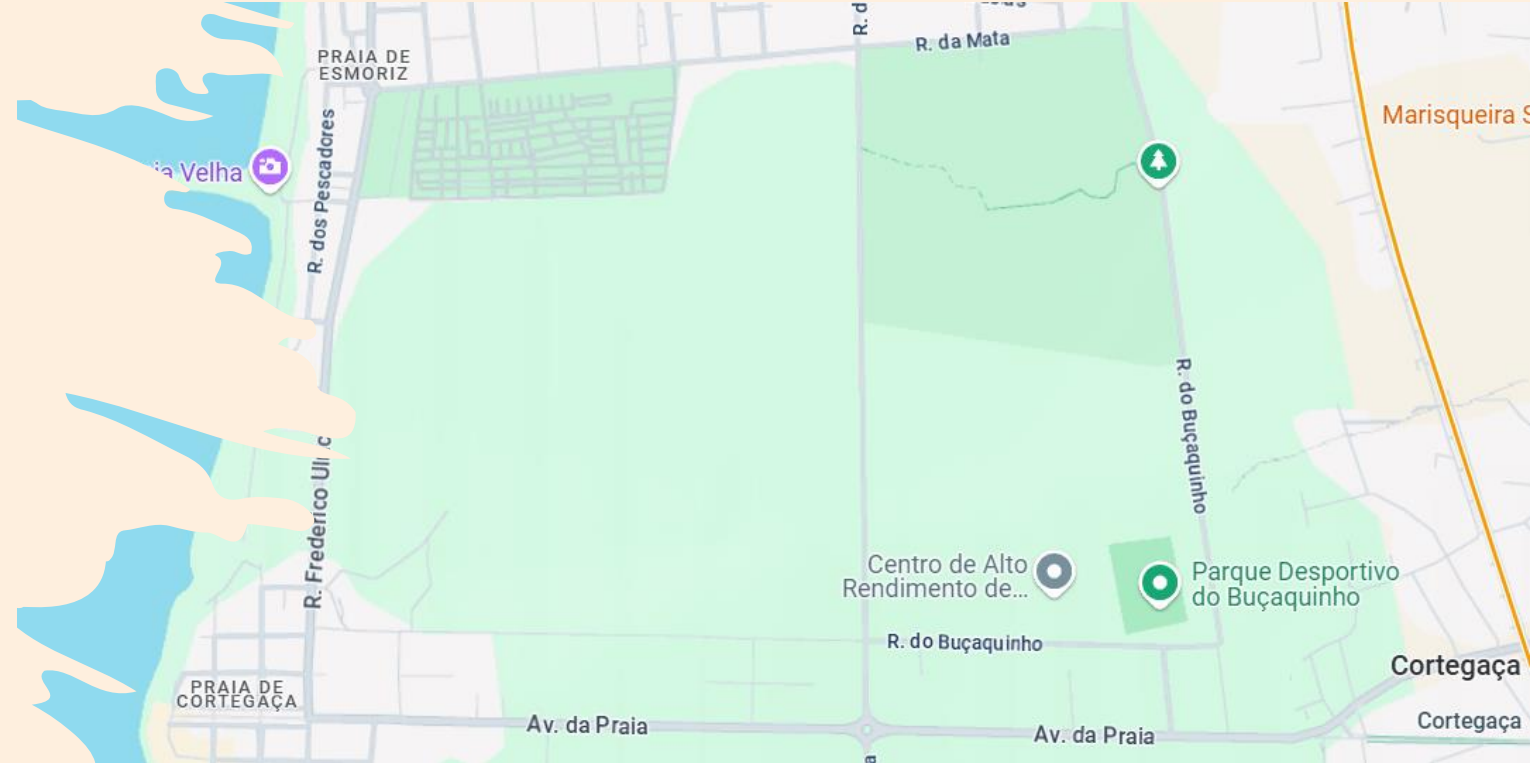 R. da Mata
PRAIA DE
ESMORIZ
Marisqueira
Velha
R. dos Pescadores
R. do Buçaquinho
R. Frederico
Centro de Alto
Rendimento de...
Parque Desportivo
do Buçaquinho
R. do Buçaquinho
Cortegaça
PRAIA DE
CORTEGAÇA
Av. da Praia
Av. da Praia
Cortegaça